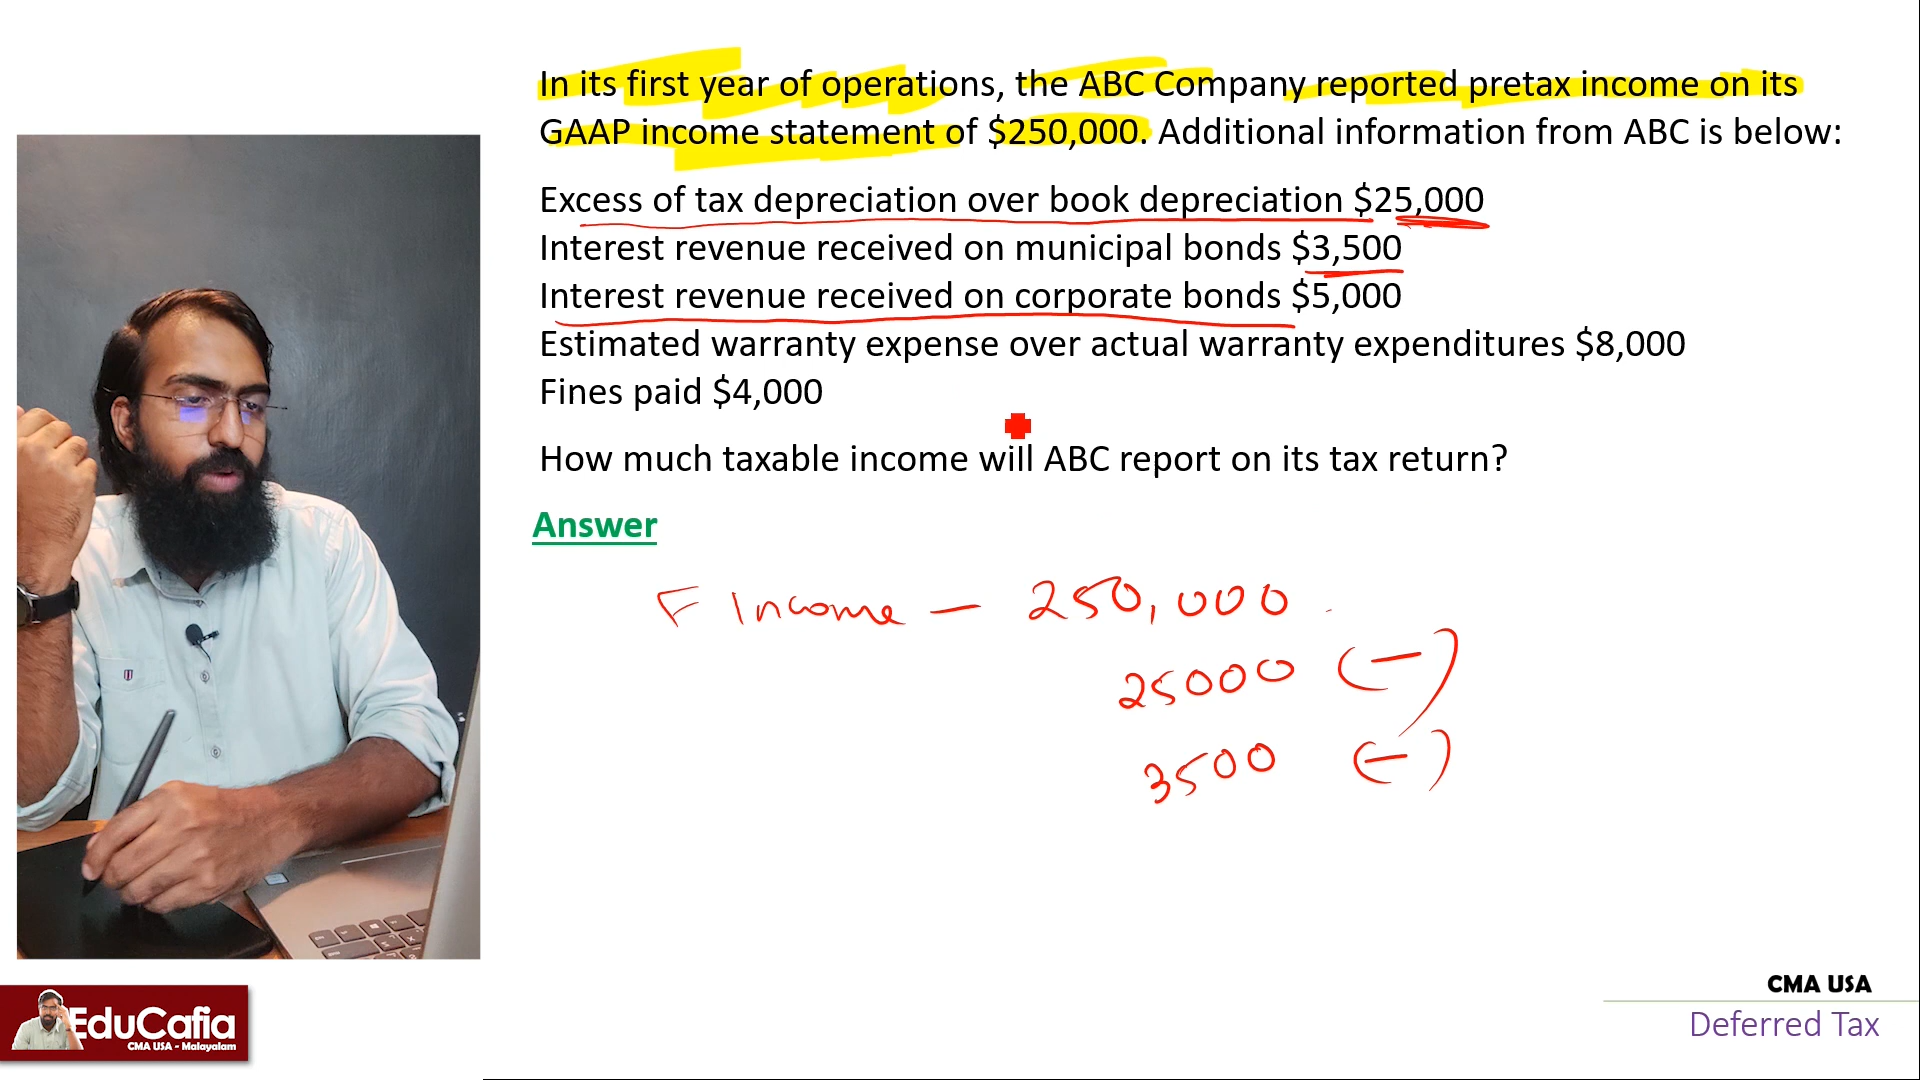 In its first year of operations, the ABC Company reported pretax income on its
GAAP income statement of $250,000. Additional information from ABC is below:
Excess of tax depreciation over book depreciation $25,000
Interest revenue received on municipal bonds $3,500
Interest revenue received on corporate bonds $5,000
Estimated warranty expense over actual warranty expenditures $8,000
Fines paid $4,000
How much taxable income will ABC report on its tax return?
Answer
F Income — 250,000
25000 (-)
3500 (-)
EduCafia
CMA USA - Malayalam
CMA USA
Deferred Tax